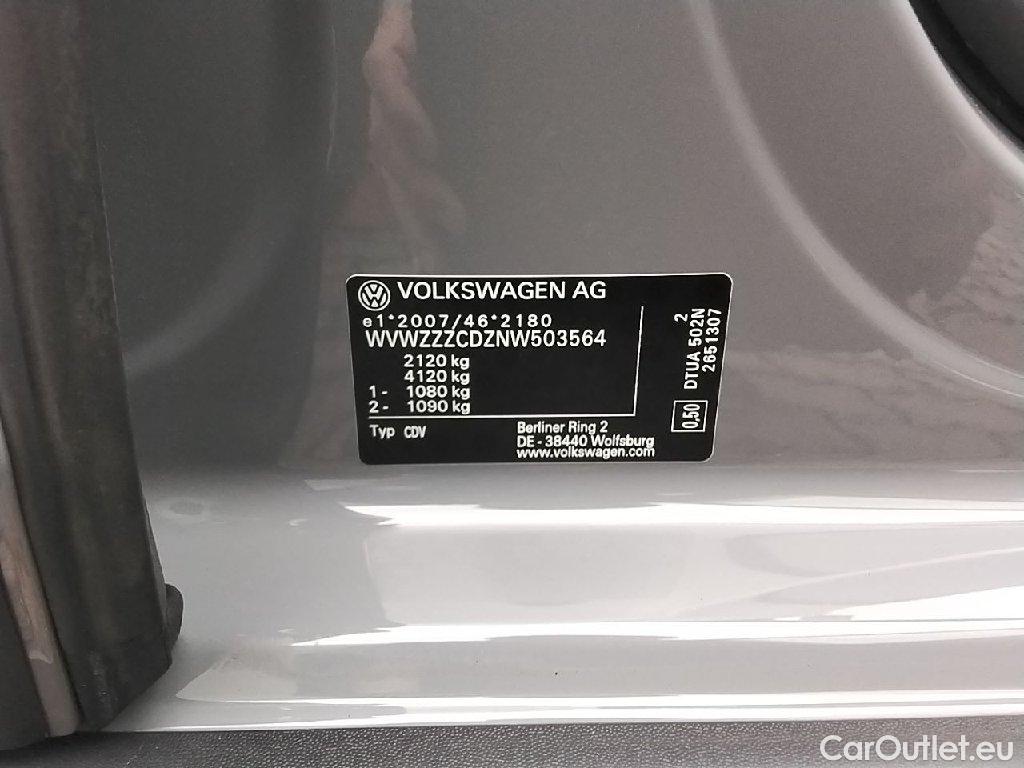 VOLKSWAGEN AG
e1*2007/46*2180
WVWZZZCDZNW503564
2120 kg
4120 kg
1- 1080 kg
2- 1090 kg
Typ CDV
Berliner Ring 2
DE - 38440 Wolfsburg
www.volkswagen.com
0,50
DTUA 502N 2
2651307
CarOutlet.eu